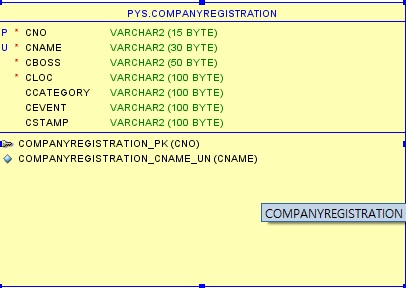 PYS.COMPANYREGISTRATION
P * CNO VARCHAR2 (15 BYTE)
U * CNAME VARCHAR2 (30 BYTE)
* CBOSS VARCHAR2 (50 BYTE)
* CLOC VARCHAR2 (100 BYTE)
CCATEGORY VARCHAR2 (100 BYTE)
CEVENT VARCHAR2 (100 BYTE)
CSTAMP VARCHAR2 (100 BYTE)
COMPANYREGISTRATION_PK (CNO)
COMPANYREGISTRATION_CNAME_UN (CNAME)
COMPANYREGISTRATION